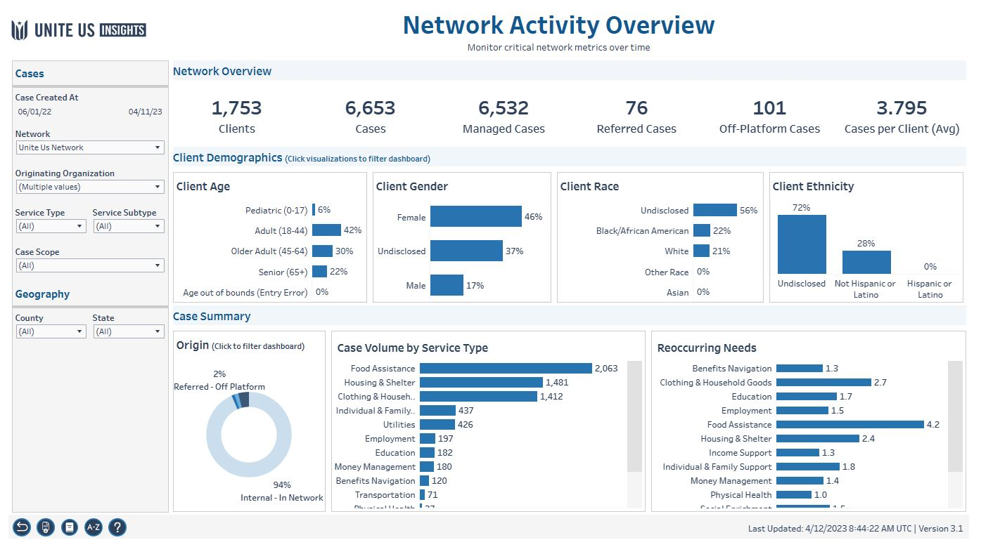 UNITE US INSIGHTS
Network Activity Overview
Monitor critical network metrics over time
Cases
Case Created At
06/01/22 04/11/23
Network
Unite Us Network
Originating Organization
(Multiple values)
Service Type Service Subtype
(All) (All)
Case Scope
(All)
Geography
County State
(All) (All)
Network Overview
1,753 6,653 6,532 76 101 3.795
Clients Cases Managed Cases Referred Cases Off-Platform Cases Cases per Client (Avg)
Client Demographics (Click visualizations to filter dashboard)
Client Age
Pediatric (0-17) 6%
Adult (18-44) 42%
Older Adult (45-64) 30%
Senior (65+) 22%
Age out of bounds (Entry Error) 0%
Client Gender
Female 46%
Undisclosed 37%
Male 17%
Client Race
Undisclosed 56%
Black/African American 22%
White 21%
Other Race 0%
Asian 0%
Client Ethnicity
72% 28% 0%
Undisclosed Not Hispanic or Hispanic or
Latino Latino
Case Summary
Origin (Click to filter dashboard)
2%
Referred - Off Platform
94%
Internal - In Network
Case Volume by Service Type
Food Assistance 2,063
Housing & Shelter 1,481
Clothing & Househ.. 1,412
Individual & Family.. 437
Utilities 426
Employment 197
Education 182
Money Management 180
Benefits Navigation 120
Transportation 71
Physical Health
Reoccurring Needs
Benefits Navigation 1.3
Clothing & Household Goods 2.7
Education 1.7
Employment 1.5
Food Assistance 4.2
Housing & Shelter 2.4
Income Support 1.3
Individual & Family Support 1.8
Money Management 1.4
Physical Health 1.0
Social Enrichment
A-Z ?
Last Updated: 4/12/2023 8:44:22 AM UTC | Version 3.1